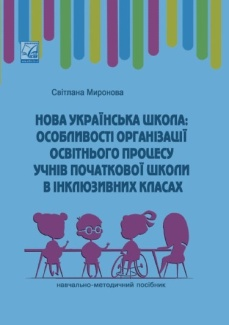 Світлана Миронова
НОВА УКРАЇНСЬКА ШКОЛА:
ОСОБЛИВОСТІ ОРГАНІЗАЦІЇ
ОСВІТНЬОГО ПРОЦЕСУ
УЧНІВ ПОЧАТКОВОЇ ШКОЛИ
В ІНКЛЮЗИВНИХ КЛАСАХ
навчально-методичний посібник